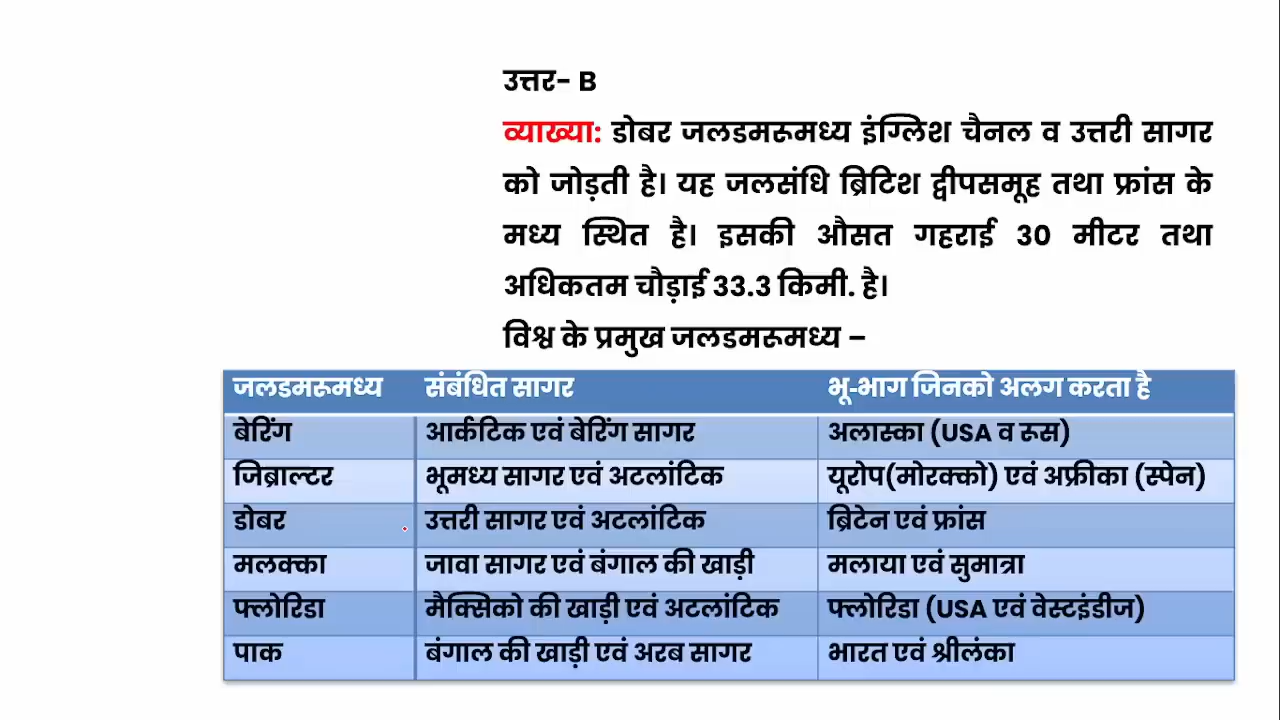 उत्तर- B
व्याख्या: डोबर जलडमरूमध्य इंग्लिश चैनल व उत्तरी सागर
को जोड़ती है। यह जलसंधि ब्रिटिश द्वीपसमूह तथा फ्रांस के
मध्य स्थित है। इसकी औसत गहराई 30 मीटर तथा
अधिकतम चौड़ाई 33.3 किमी. है।
विश्व के प्रमुख जलडमरूमध्य –
जलडमरूमध्य संबंधित सागर भू-भाग जिनको अलग करता है
बेरिंग आर्कटिक एवं बेरिंग सागर अलास्का (USA व रूस)
जिब्राल्टर भूमध्य सागर एवं अटलांटिक यूरोप(मोरक्को) एवं अफ्रीका (स्पेन)
डोबर उत्तरी सागर एवं अटलांटिक ब्रिटेन एवं फ्रांस
मलक्का जावा सागर एवं बंगाल की खाड़ी मलाया एवं सुमात्रा
फ्लोरिडा मैक्सिको की खाड़ी एवं अटलांटिक फ्लोरिडा (USA एवं वेस्टइंडीज)
पाक बंगाल की खाड़ी एवं अरब सागर भारत एवं श्रीलंका